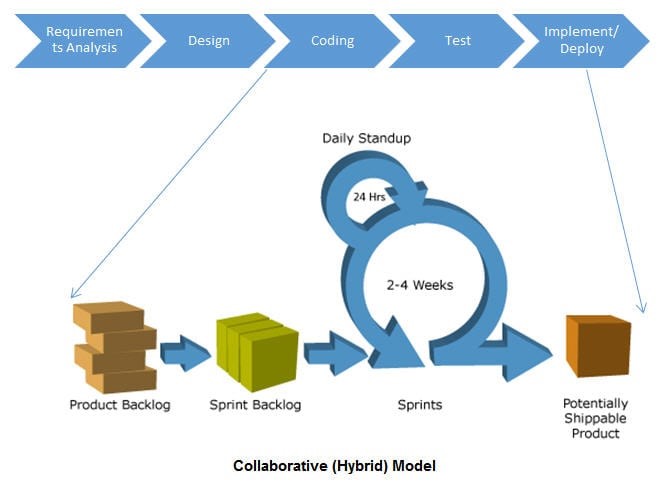 Requiremen
ts Analysis
Design
Coding
Test
Implement/
Deploy
Daily Standup
24 Hrs
2-4 Weeks
Product Backlog
Sprint Backlog
Sprints
Potentially
Shippable
Product
Collaborative (Hybrid) Model